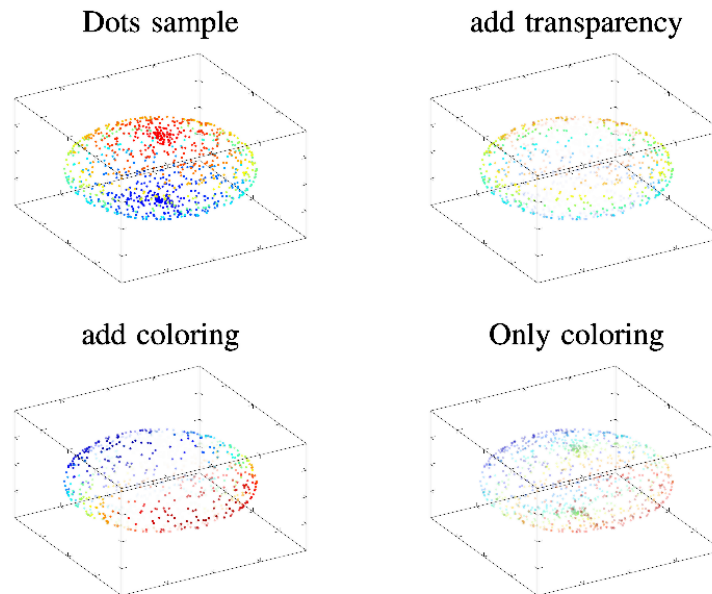 Dots sample
add transparency
add coloring
Only coloring